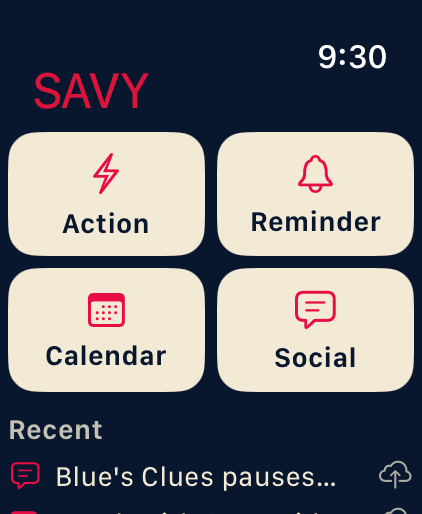 9:30
SAVY
Action
Reminder
Calendar
Social
Recent
Blue's Clues pauses...